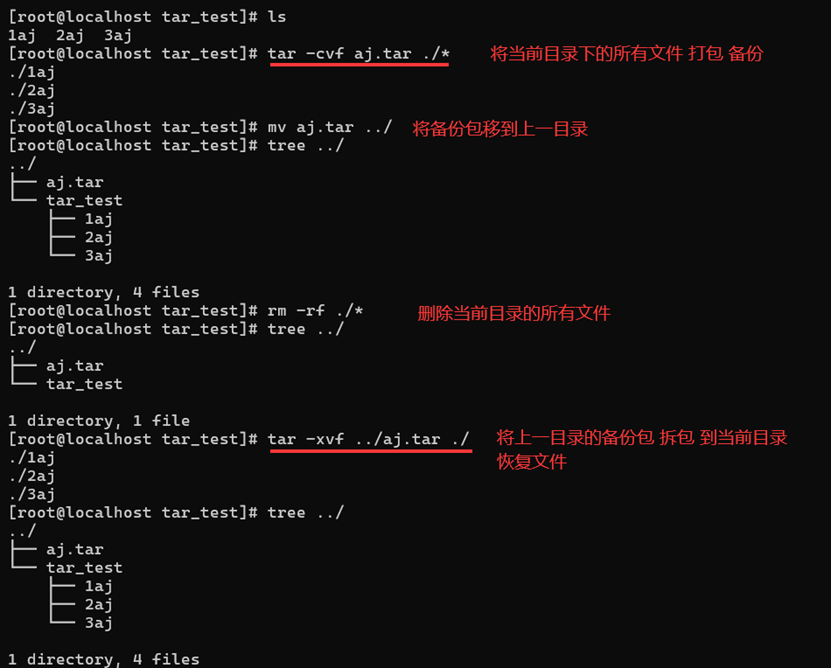 [root@localhost tar_test]# ls
1aj  2aj  3aj
[root@localhost tar_test]# tar -cvf aj.tar ./* 将当前目录下的所有文件 打包 备份
./1aj
./2aj
./3aj
[root@localhost tar_test]# mv aj.tar ../ 将备份包移到上一目录
[root@localhost tar_test]# tree ../
../
├── aj.tar
└── tar_test
    ├── 1aj
    ├── 2aj
    └── 3aj
1 directory, 4 files
[root@localhost tar_test]# rm -rf ./* 删除当前目录的所有文件
[root@localhost tar_test]# tree ../
../
├── aj.tar
└── tar_test
1 directory, 1 file
[root@localhost tar_test]# tar -xvf ../aj.tar ./ 将上一目录的备份包 拆包 到当前目录
恢复文件
./1aj
./2aj
./3aj
[root@localhost tar_test]# tree ../
../
├── aj.tar
└── tar_test
    ├── 1aj
    ├── 2aj
    └── 3aj
1 directory, 4 files